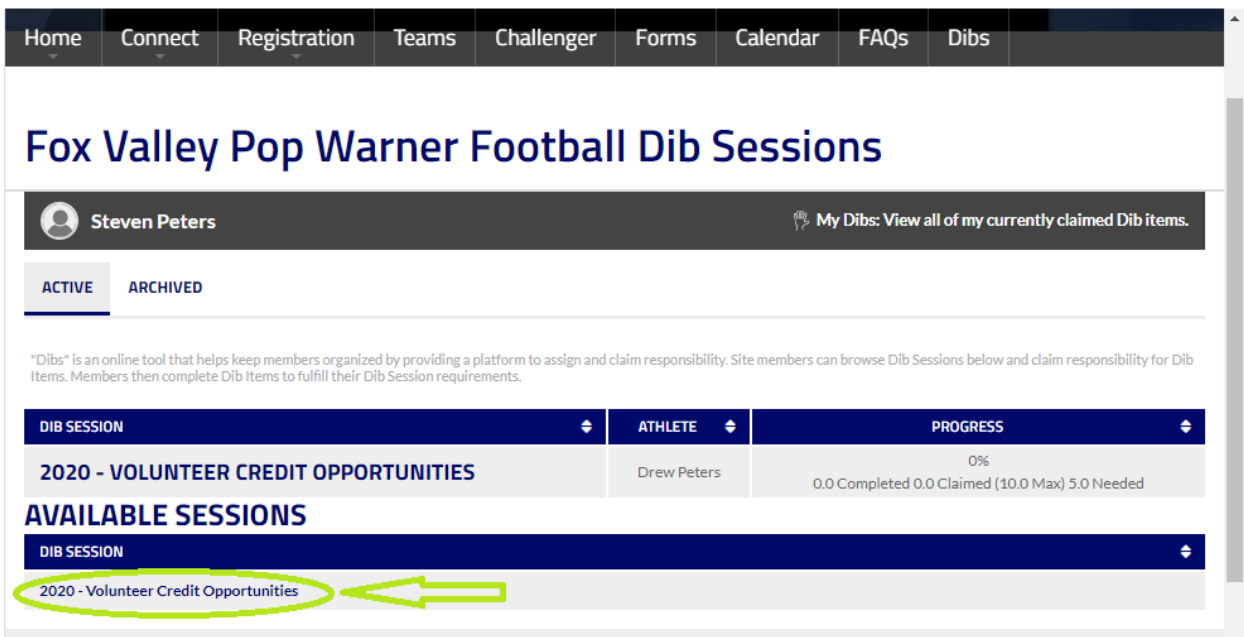 Home Connect Registration Teams Challenger Forms Calendar FAQs Dibs
Fox Valley Pop Warner Football Dib Sessions
Steven Peters My Dibs: View all of my currently claimed Dib items.
ACTIVE ARCHIVED
"Dibs" is an online tool that helps keep members organized by providing a platform to assign and claim responsibility. Site members can browse Dib Sessions below and claim responsibility for Dib
Items. Members then complete Dib Items to fulfill their Dib Session requirements.
DIB SESSION ATHLETE PROGRESS
2020 - VOLUNTEER CREDIT OPPORTUNITIES Drew Peters 0%
0.0 Completed 0.0 Claimed (10.0 Max) 5.0 Needed
AVAILABLE SESSIONS
DIB SESSION
2020 - Volunteer Credit Opportunities